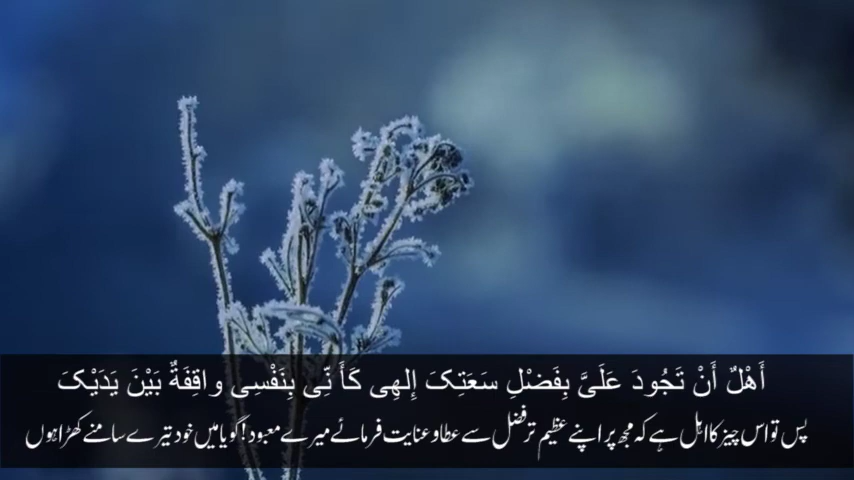 أَهْلٌ أَنْ تَجُودَ عَلَىَّ بِفَضْلِ سَعَتِکَ إِلٰهِى كَأَنِّى بِنَفْسِى واقِفَةٌ بَيْنَ يَدَيْکَ
پس تو اس چیز کا اہل ہے کہ مجھ پر اپنے عظیم تر فضل سے عطا و عنایت فرمائے میرے معبود! گویا میں خود تیرے سامنے کھڑا ہوں